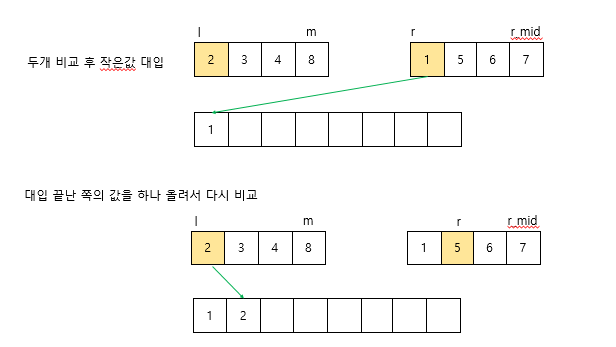 l m r r_mid
두개 비교 후 작은값 대입 2 3 4 8 1 5 6 7
1
대입 끝난 쪽의 값을 하나 올려서 다시 비교
l m r r_mid
2 3 4 8 1 5 6 7
1 2